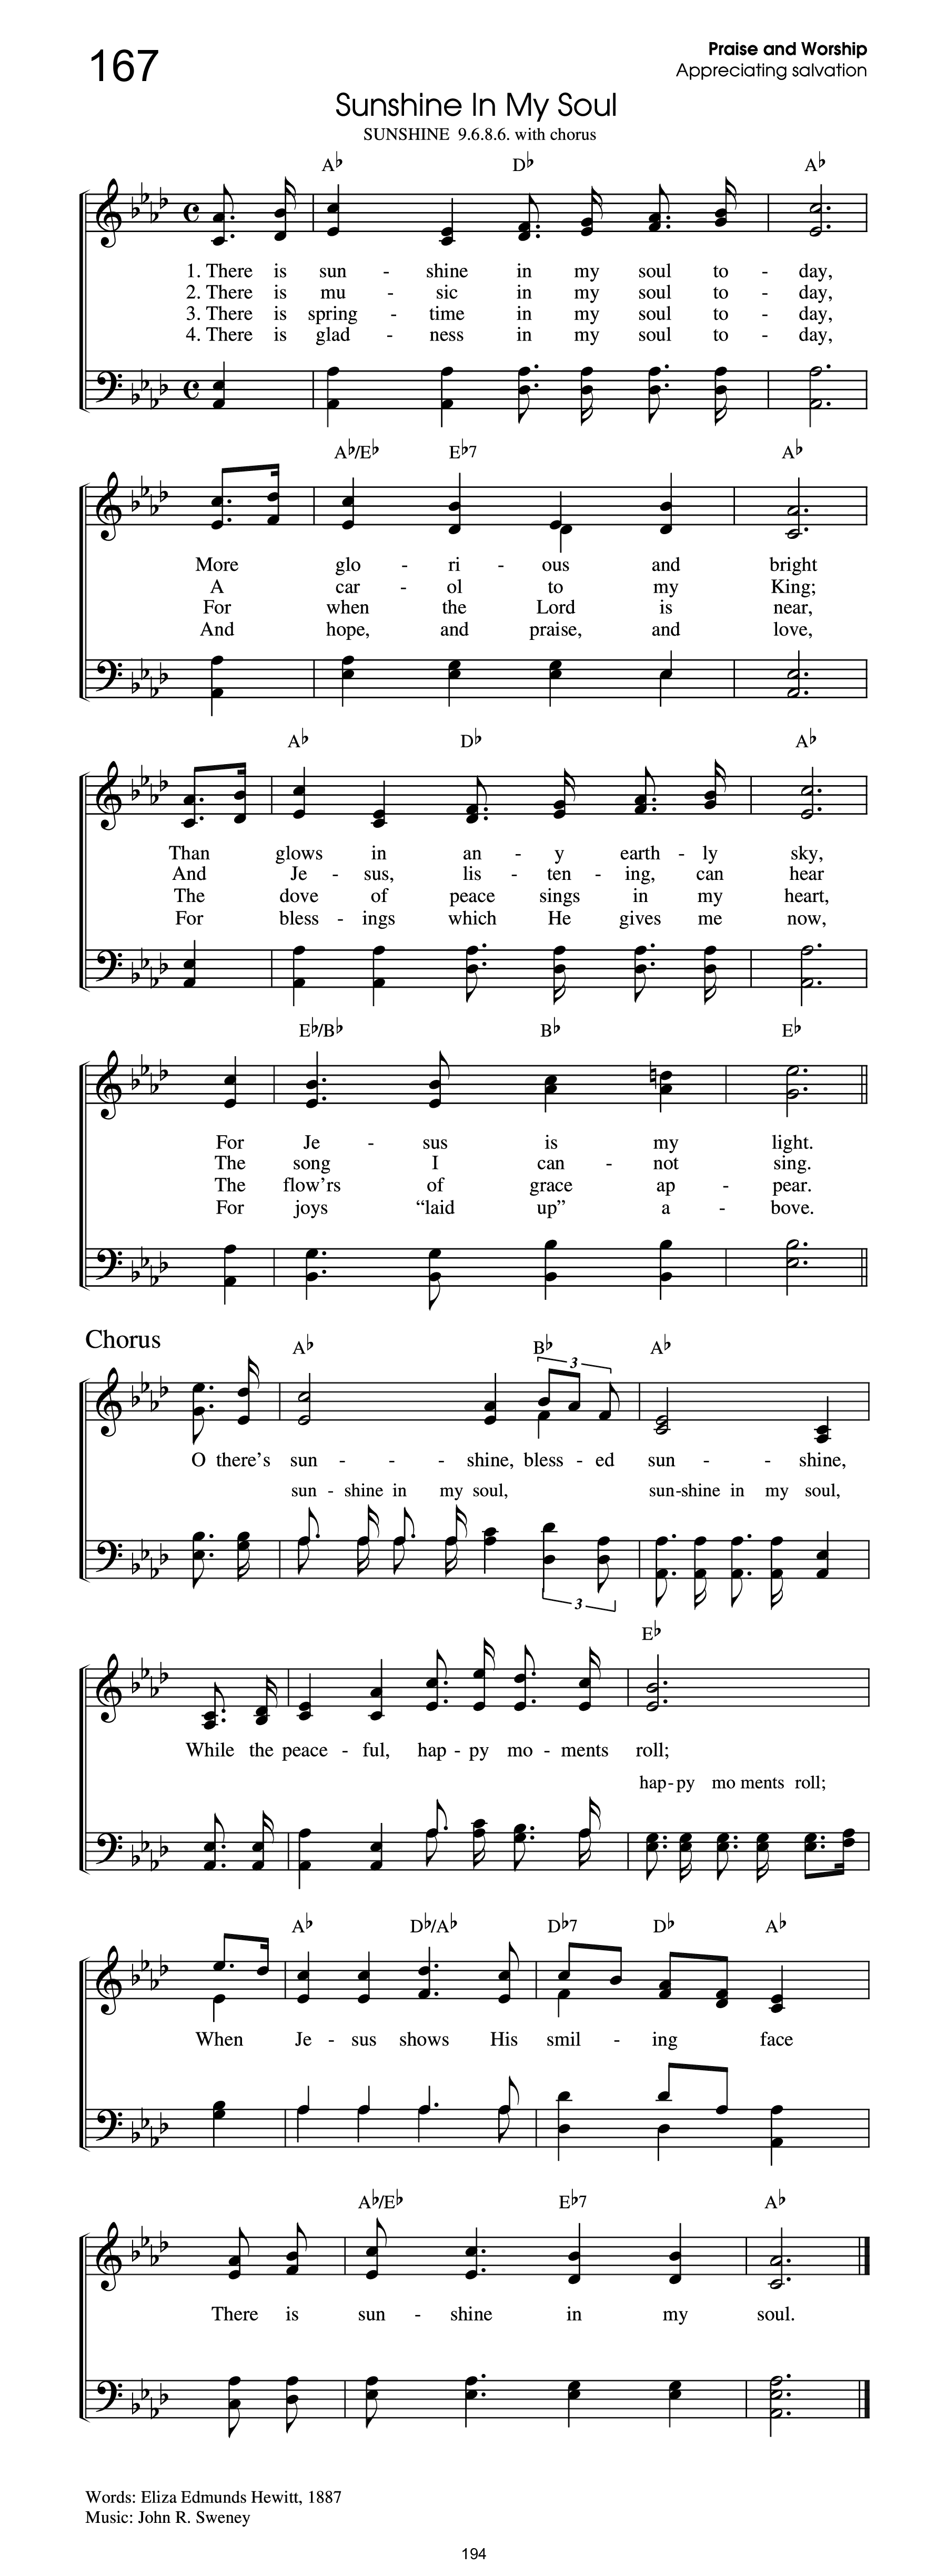 167
Praise and Worship
Appreciating salvation
Sunshine In My Soul
SUNSHINE 9.6.8.6. with chorus
A♭ D♭ A♭
1. There is sun - shine in my soul to - day,
2. There is mu - sic in my soul to - day,
3. There is spring - time in my soul to - day,
4. There is glad - ness in my soul to - day,
A♭/E♭ E♭7 A♭
More glo - ri - ous and bright
A car - ol to my King;
For when the Lord is near,
And hope, and praise, and love,
A♭ D♭ A♭
Than glows in an - y earth - ly sky,
And Je - sus, lis - ten - ing, can hear
The dove of peace sings in my heart,
For bless - ings which He gives me now,
E♭/B♭ B♭ E♭
For Je - sus is my light.
The song I can - not sing.
The flow'rs of grace ap - pear.
For joys “laid up” a - bove.
Chorus
A♭ B♭ A♭
3
O there's sun - - - shine, bless - ed sun - - shine,
sun - shine in my soul, sun-shine in my soul,
3
E♭
While the peace - ful, hap - py mo - ments roll;
hap-py mo ments roll;
A♭ D♭/A♭ D♭7 D♭ A♭
When Je - sus shows His smil - ing face
A♭/E♭ E♭7 A♭
There is sun - shine in my soul.
Words: Eliza Edmunds Hewitt, 1887
Music: John R. Sweney
194